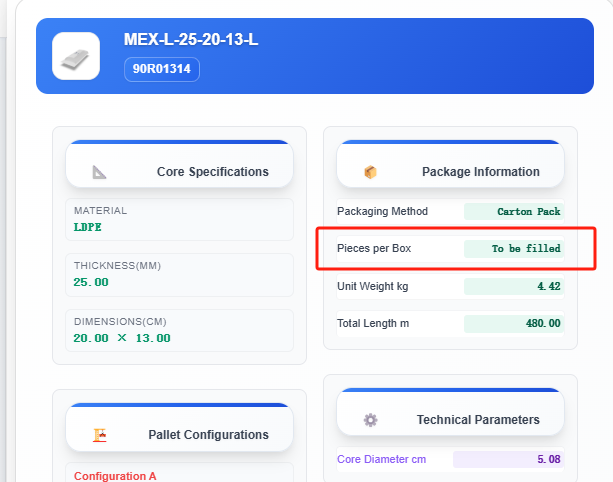 MEX-L-25-20-13-L
90R01314
Core Specifications
MATERIAL
LDPE
THICKNESS(MM)
25.00
DIMENSIONS(CM)
20.00 × 13.00
Package Information
Packaging Method Carton Pack
Pieces per Box To be filled
Unit Weight kg 4.42
Total Length m 480.00
Pallet Configurations
Configuration A
Technical Parameters
Core Diameter cm 5.08